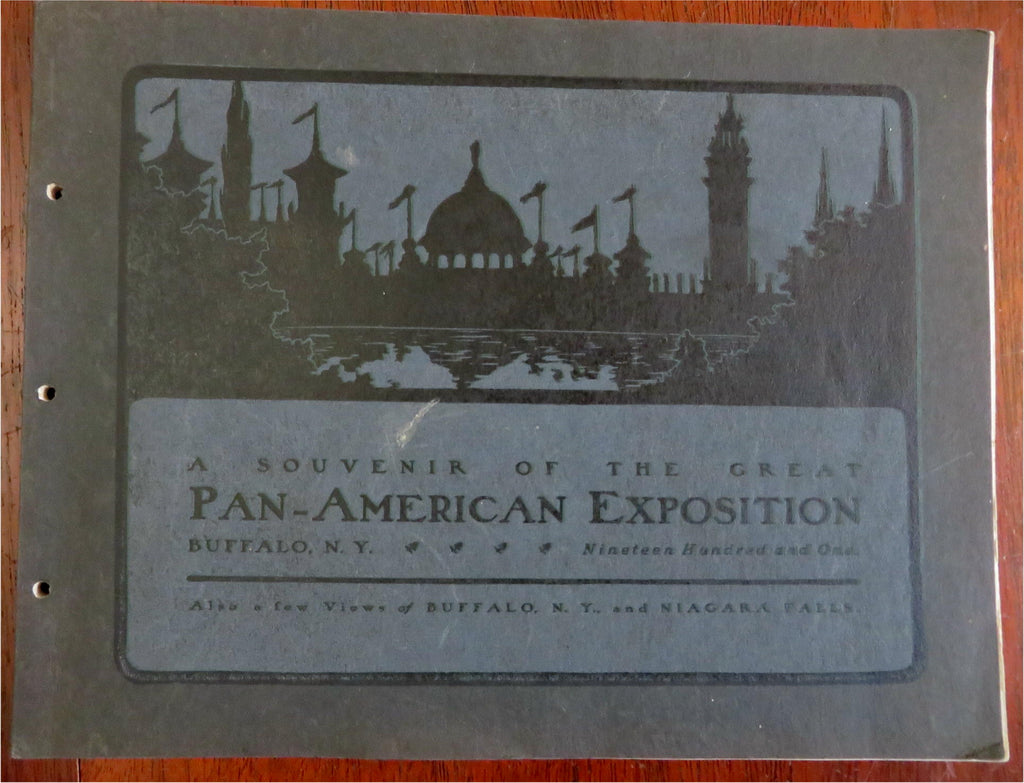 A SOUVENIR OF THE GREAT
PAN-AMERICAN EXPOSITION
BUFFALO, N. Y. Nineteen Hundred and One.
Also a few Views of BUFFALO, N. Y., and NIAGARA FALLS.